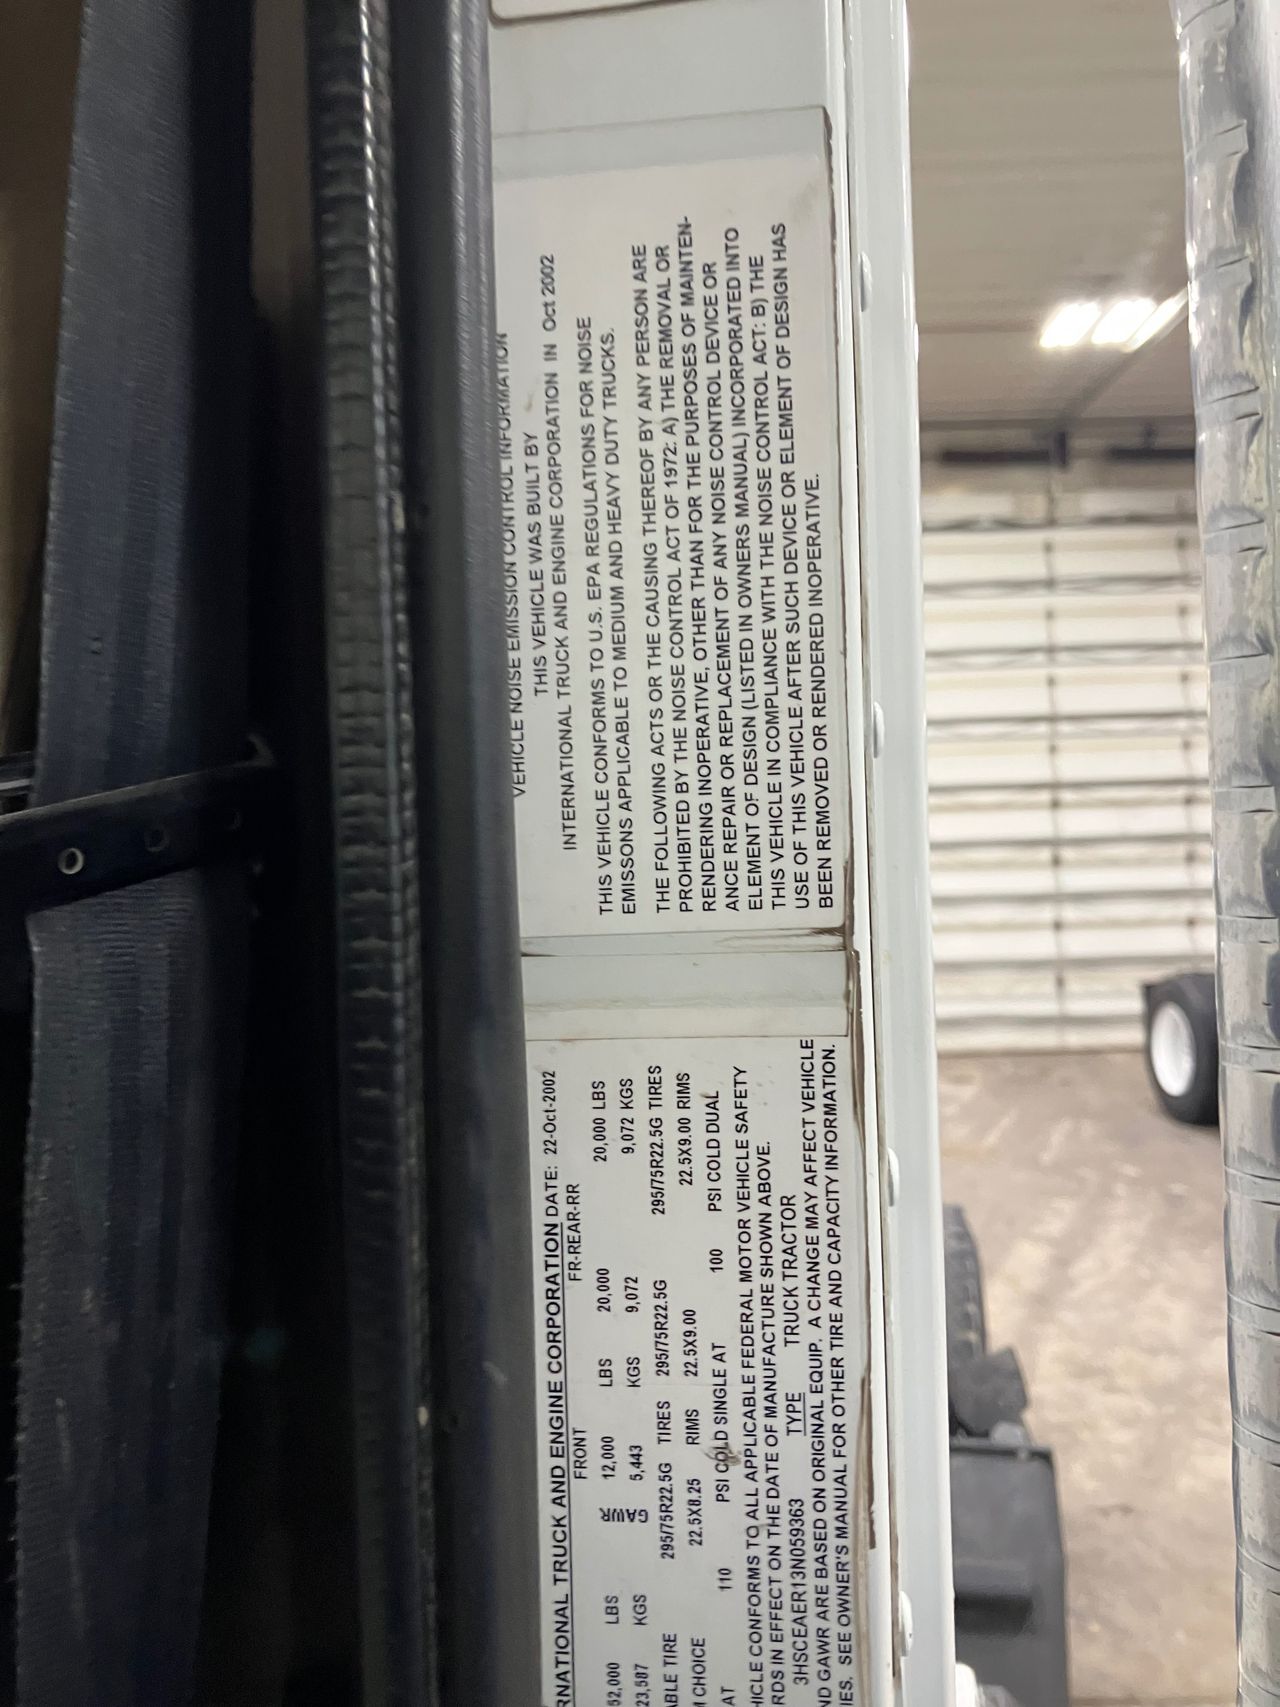 VEHICLE NOISE EMISSION CONTROL INFORMATION
THIS VEHICLE WAS BUILT BY
INTERNATIONAL TRUCK AND ENGINE CORPORATION IN Oct 2002
THIS VEHICLE CONFORMS TO U.S. EPA REGULATIONS FOR NOISE
EMISSONS APPLICABLE TO MEDIUM AND HEAVY DUTY TRUCKS.
THE FOLLOWING ACTS OR THE CAUSING THEREOF BY ANY PERSON ARE
PROHIBITED BY THE NOISE CONTROL ACT OF 1972: A) THE REMOVAL OR
RENDERING INOPERATIVE, OTHER THAN FOR THE PURPOSES OF MAINTEN-
ANCE REPAIR OR REPLACEMENT OF ANY NOISE CONTROL DEVICE OR
ELEMENT OF DESIGN (LISTED IN OWNERS MANUAL) INCORPORATED INTO
THIS VEHICLE IN COMPLIANCE WITH THE NOISE CONTROL ACT: B) THE
USE OF THIS VEHICLE AFTER SUCH DEVICE OR ELEMENT OF DESIGN HAS
BEEN REMOVED OR RENDERED INOPERATIVE.
RNATIONAL TRUCK AND ENGINE CORPORATION DATE: 22-Oct-2002
FRONT FR-REAR-RR
52,000 LBS GAWR 12,000 LBS 20,000 20,000 LBS
23,587 KGS 5,443 KGS 9,072 9,072 KGS
ABLE TIRE 295/75R22.5G TIRES 295/75R22.5G 295/75R22.5G TIRES
M CHOICE 22.5X8.25 RIMS 22.5X9.00 22.5X9.00 RIMS
AT 110 PSI COLD SINGLE AT 100 PSI COLD DUAL
HICLE CONFORMS TO ALL APPLICABLE FEDERAL MOTOR VEHICLE SAFETY
RDS IN EFFECT ON THE DATE OF MANUFACTURE SHOWN ABOVE.
3HSCEAER13N059363 TYPE TRUCK TRACTOR
ND GAWR ARE BASED ON ORIGINAL EQUIP. A CHANGE MAY AFFECT VEHICLE
IES. SEE OWNER'S MANUAL FOR OTHER TIRE AND CAPACITY INFORMATION.